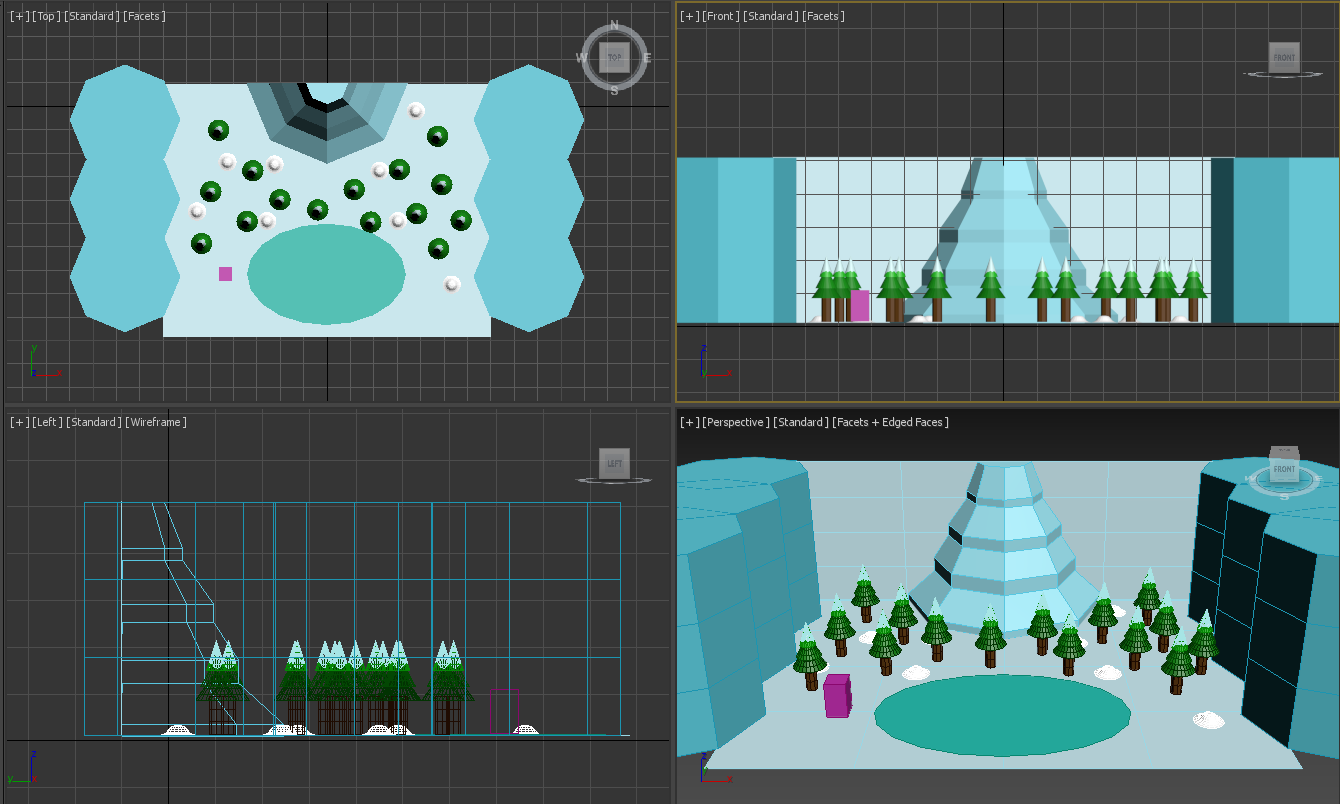 [+] [Top] [Standard] [Facets]
N
W TOP E
S
y
z x
[+] [Front] [Standard] [Facets]
FRONT
z
y x
[+] [Left] [Standard] [Wireframe]
LEFT
z
y x
[+] [Perspective] [Standard] [Facets + Edged Faces]
FRONT
S
z
y x